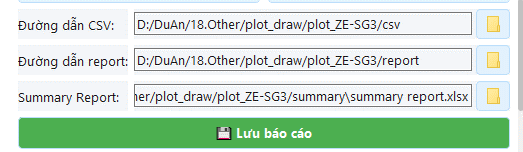 Đường dẫn CSV: D:/DuAn/18.Other/plot_draw/plot_ZE-SG3/csv
Đường dẫn report: D:/DuAn/18.Other/plot_draw/plot_ZE-SG3/report
Summary Report: her/plot_draw/plot_ZE-SG3/summary\summary report.xlsx
💾 Lưu báo cáo